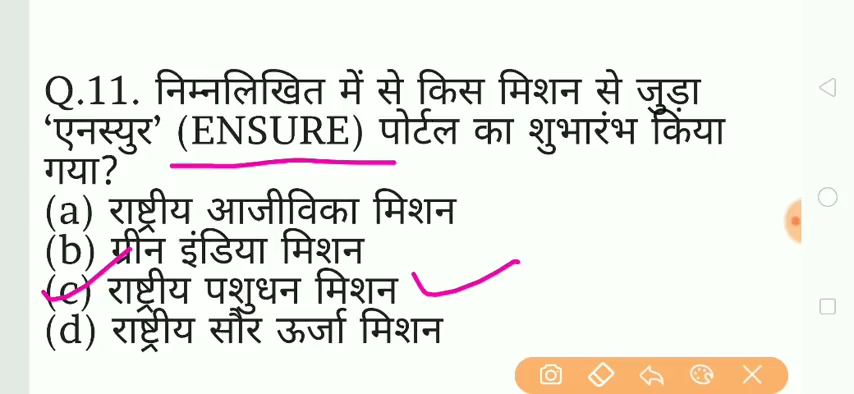 Q.11. निम्नलिखित में से किस मिशन से जुड़ा
‘एनस्युर’ (ENSURE) पोर्टल का शुभारंभ किया
गया?
(a) राष्ट्रीय आजीविका मिशन
(b) ग्रीन इंडिया मिशन
(c) राष्ट्रीय पशुधन मिशन
(d) राष्ट्रीय सौर ऊर्जा मिशन